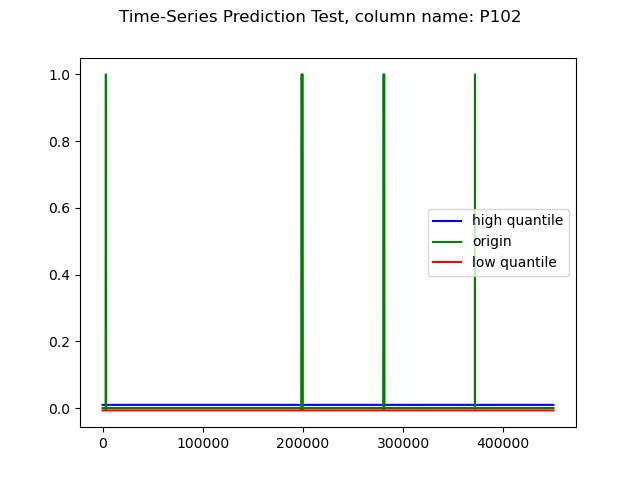 Time-Series Prediction Test, column name: P102
1.0
0.8
0.6
0.4
0.2
0.0
high quantile
origin
low quantile
0 100000 200000 300000 400000